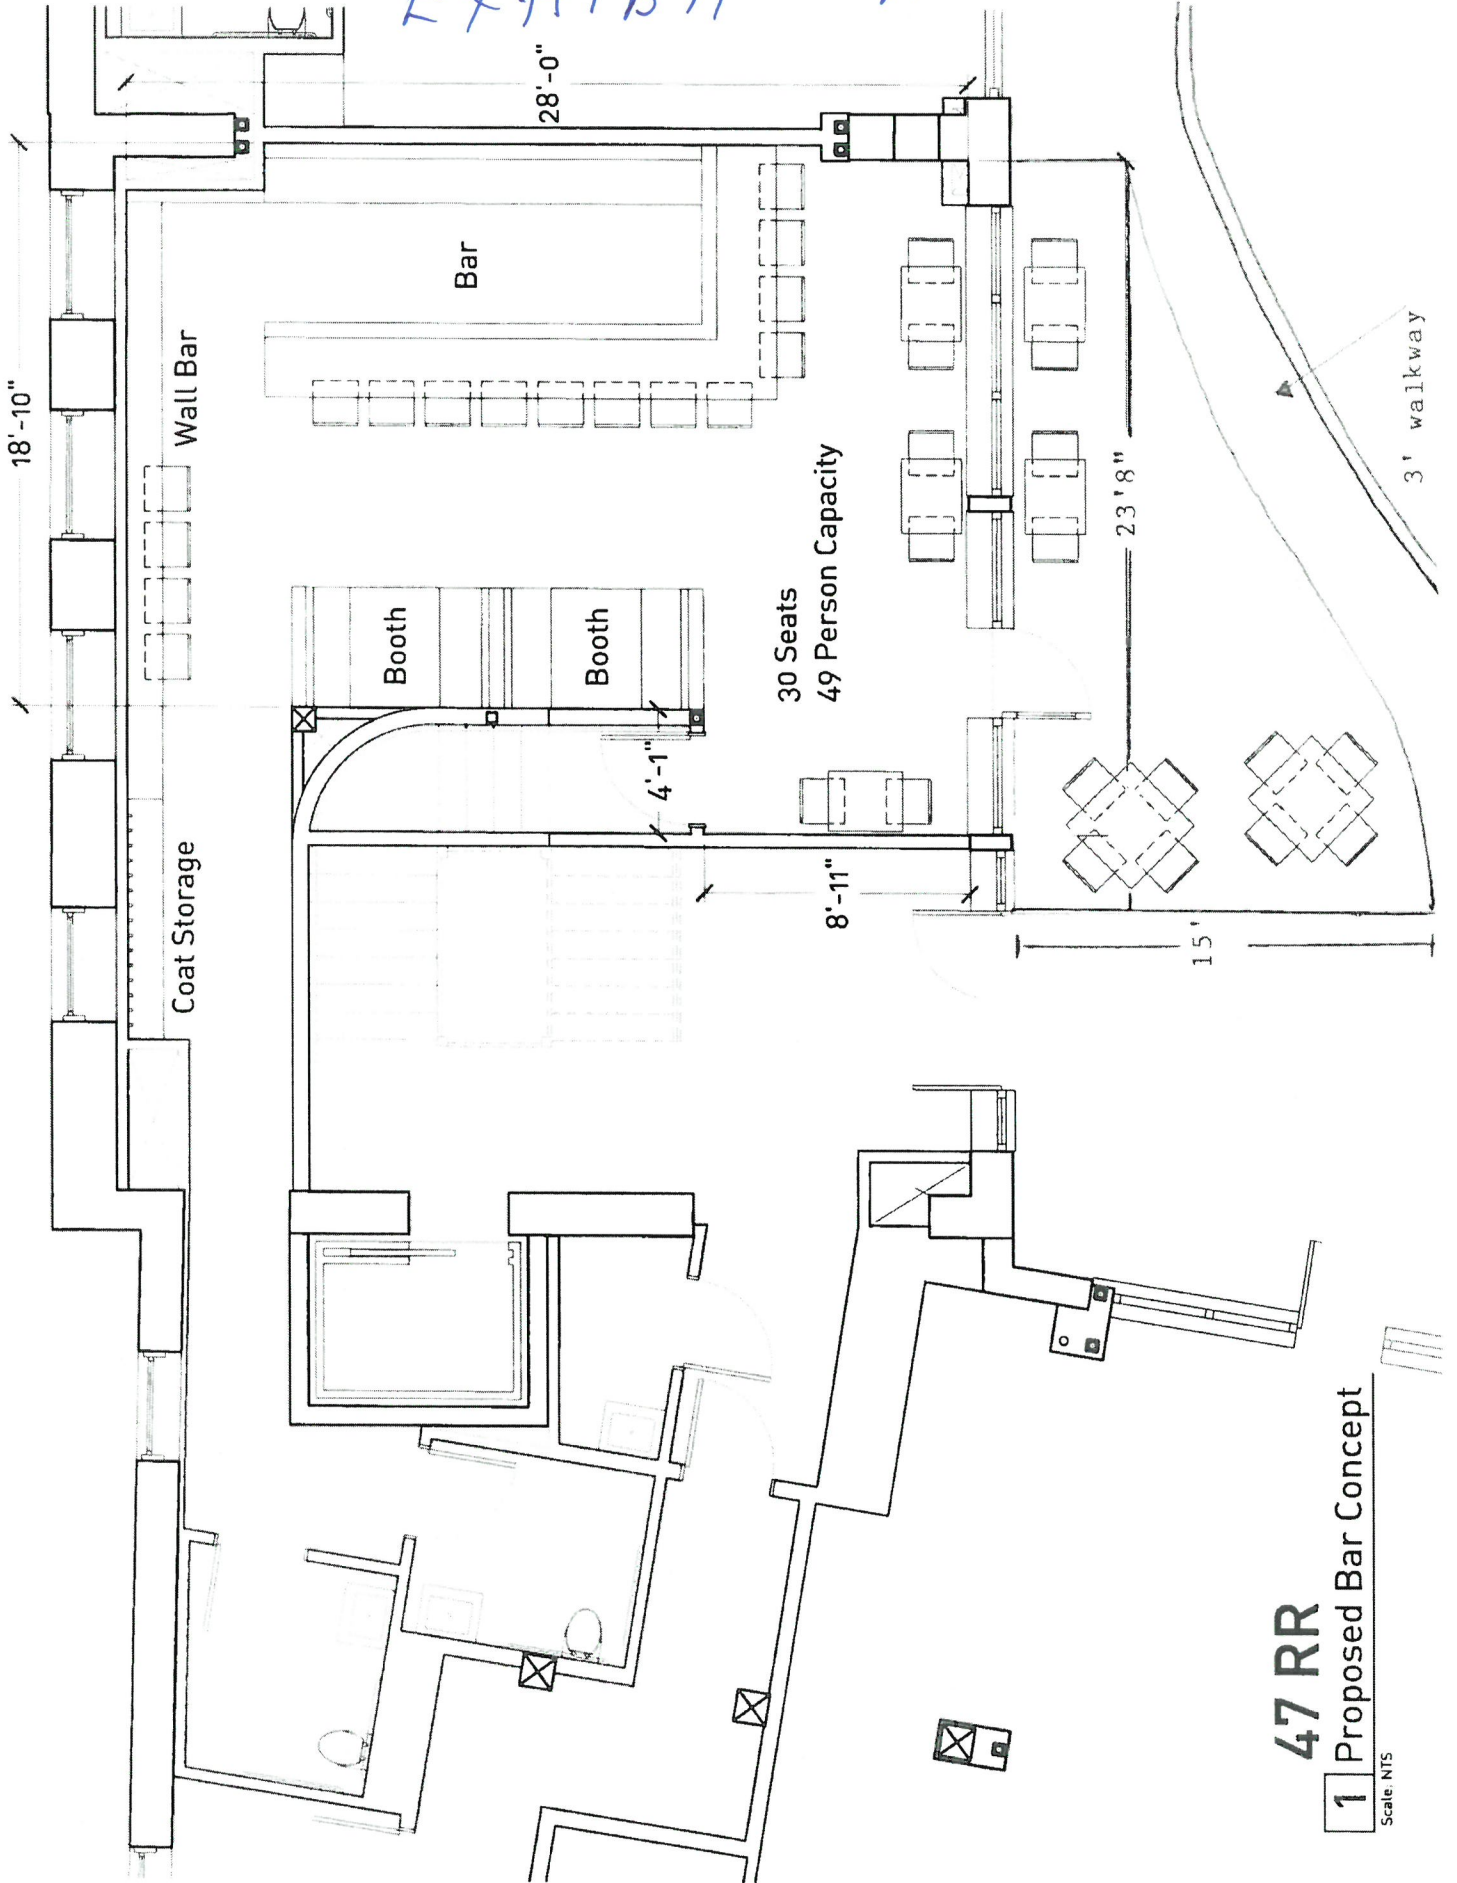 18'-10"
Coat Storage
Wall Bar
Booth
Bar
28'-0"
Booth
4'-1"
30 Seats
49 Person Capacity
8'-11"
23'8"
15'
47 RR
1 Proposed Bar Concept
Scale: NTS
3' walkway